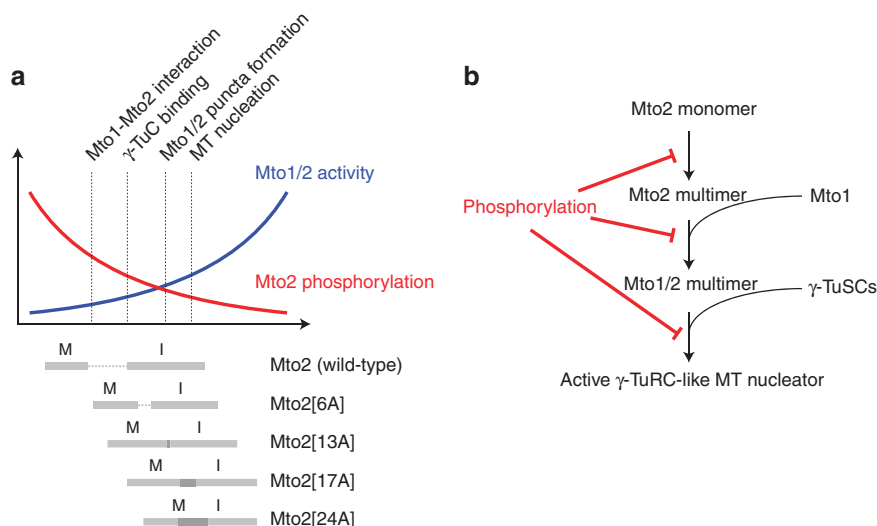 a
Mto1–Mto2 interaction
γ-TuC binding
Mto1/2 puncta formation
MT nucleation
Mto1/2 activity
Mto2 phosphorylation
M I
Mto2 (wild-type)
M I
Mto2[6A]
M I
Mto2[13A]
M I
Mto2[17A]
M I
Mto2[24A]
b
Mto2 monomer
Phosphorylation
Mto2 multimer
Mto1
Mto1/2 multimer
γ-TuSCs
Active γ-TuRC-like MT nucleator